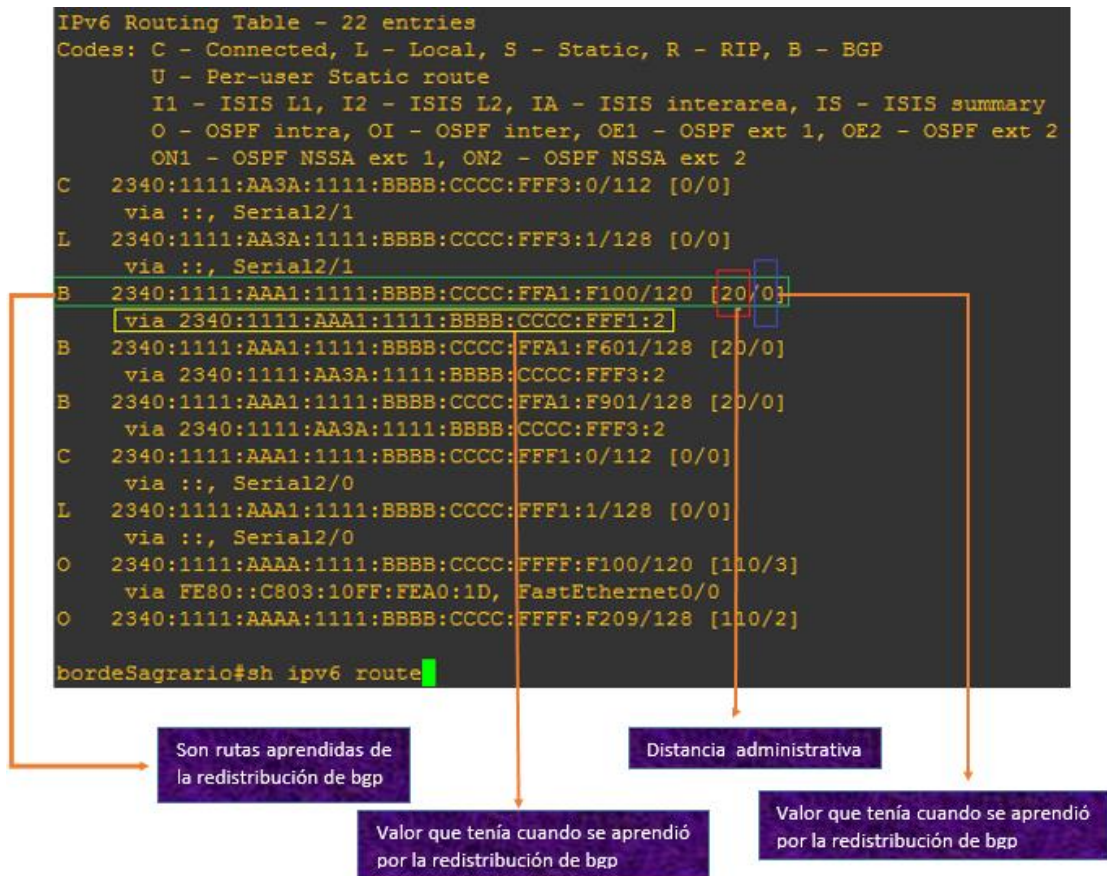 IPv6 Routing Table - 22 entries
Codes: C - Connected, L - Local, S - Static, R - RIP, B - BGP
U - Per-user Static route
I1 - ISIS L1, I2 - ISIS L2, IA - ISIS interarea, IS - ISIS summary
O - OSPF intra, OI - OSPF inter, OE1 - OSPF ext 1, OE2 - OSPF ext 2
ON1 - OSPF NSSA ext 1, ON2 - OSPF NSSA ext 2
C 2340:1111:AA3A:1111:BBBB:CCCC:FFF3:0/112 [0/0]
via ::, Serial2/1
L 2340:1111:AA3A:1111:BBBB:CCCC:FFF3:1/128 [0/0]
via ::, Serial2/1
B 2340:1111:AAA1:1111:BBBB:CCCC:FFA1:F100/120 [20/0]
via 2340:1111:AAA1:1111:BBBB:CCCC:FFF1:2
B 2340:1111:AAA1:1111:BBBB:CCCC:FFA1:F601/128 [20/0]
via 2340:1111:AA3A:1111:BBBB:CCCC:FFF3:2
B 2340:1111:AAA1:1111:BBBB:CCCC:FFA1:F901/128 [20/0]
via 2340:1111:AA3A:1111:BBBB:CCCC:FFF3:2
C 2340:1111:AAA1:1111:BBBB:CCCC:FFF1:0/112 [0/0]
via ::, Serial2/0
L 2340:1111:AAA1:1111:BBBB:CCCC:FFF1:1/128 [0/0]
via ::, Serial2/0
O 2340:1111:AAAA:1111:BBBB:CCCC:FFFF:F100/120 [110/3]
via FE80::C803:10FF:FEA0:1D, FastEthernet0/0
O 2340:1111:AAAA:1111:BBBB:CCCC:FFFF:F209/128 [110/2]
bordeSagrario#sh ipv6 route
Son rutas aprendidas de
la redistribución de bgp
Distancia administrativa
Valor que tenía cuando se aprendió
por la redistribución de bgp
Valor que tenía cuando se aprendió
por la redistribución de bgp